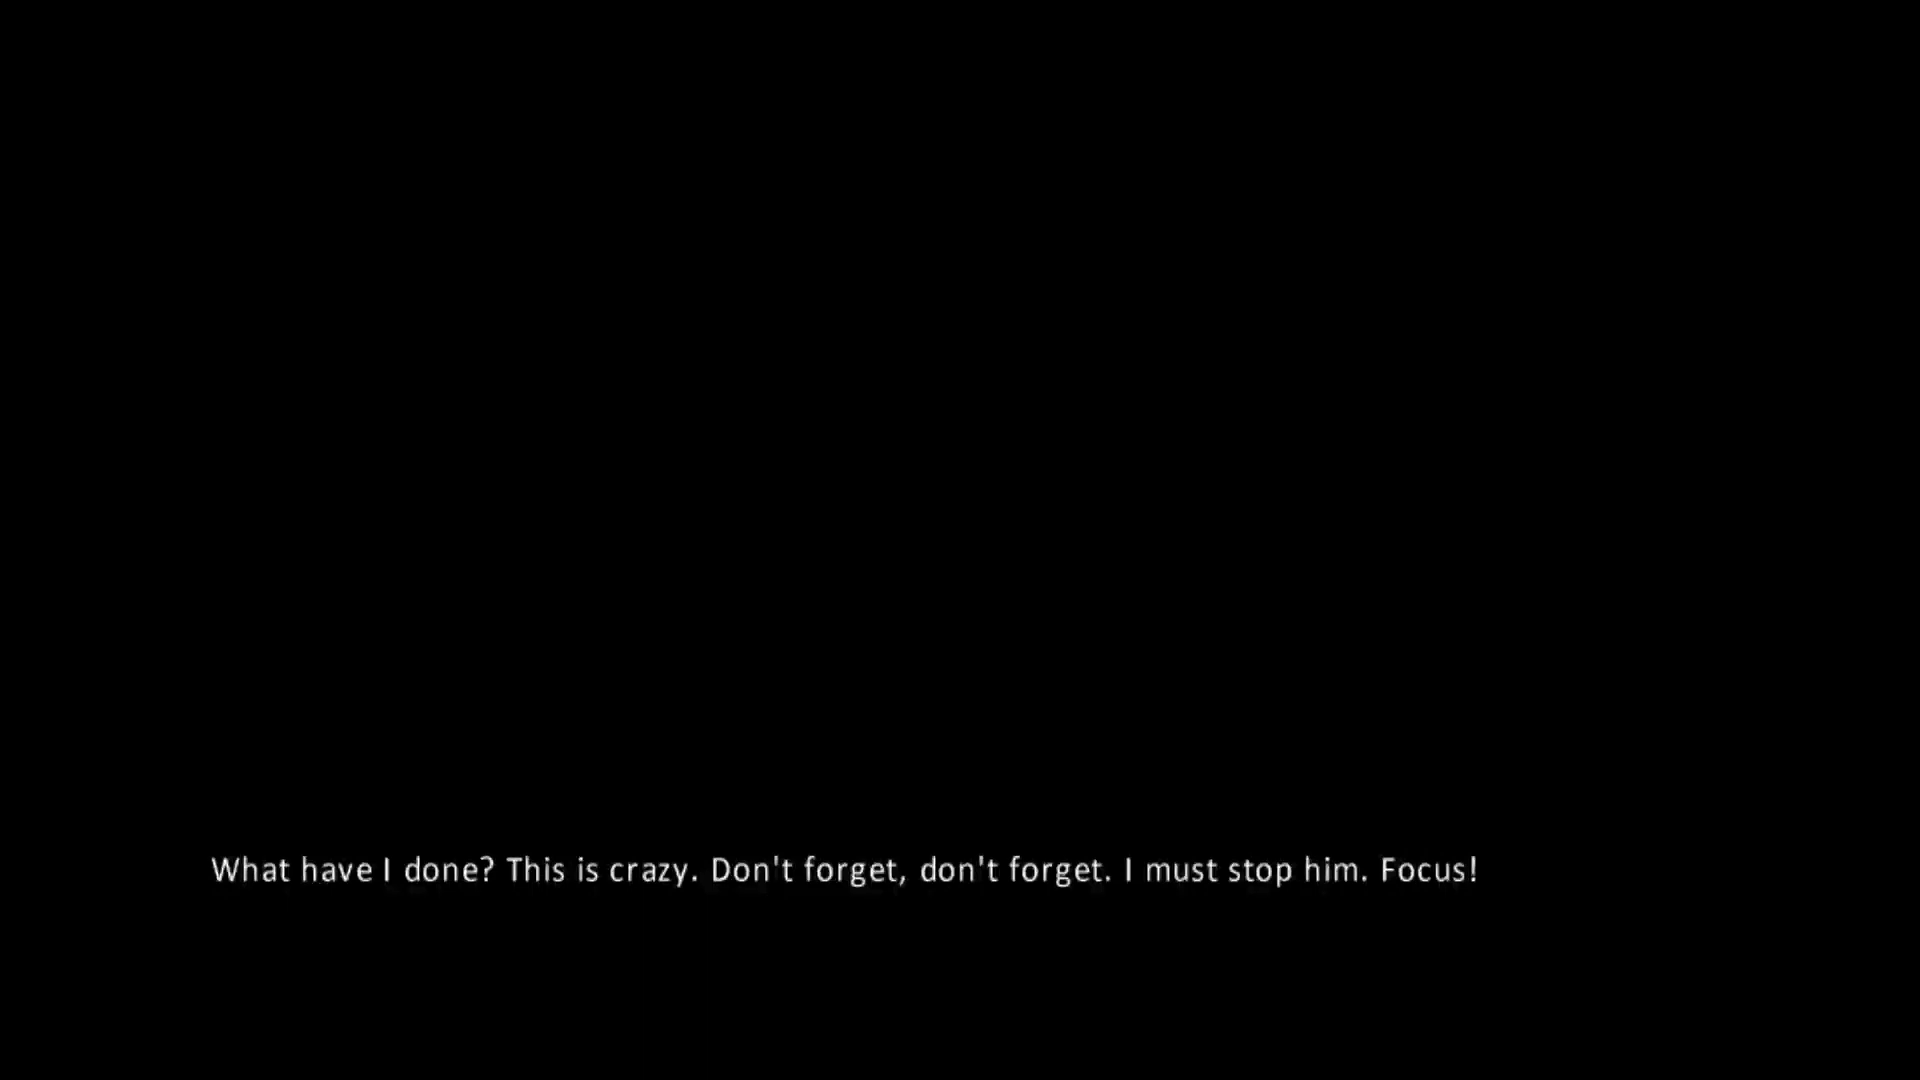 What have I done? This is crazy. Don't forget, don't forget. I must stop him. Focus!